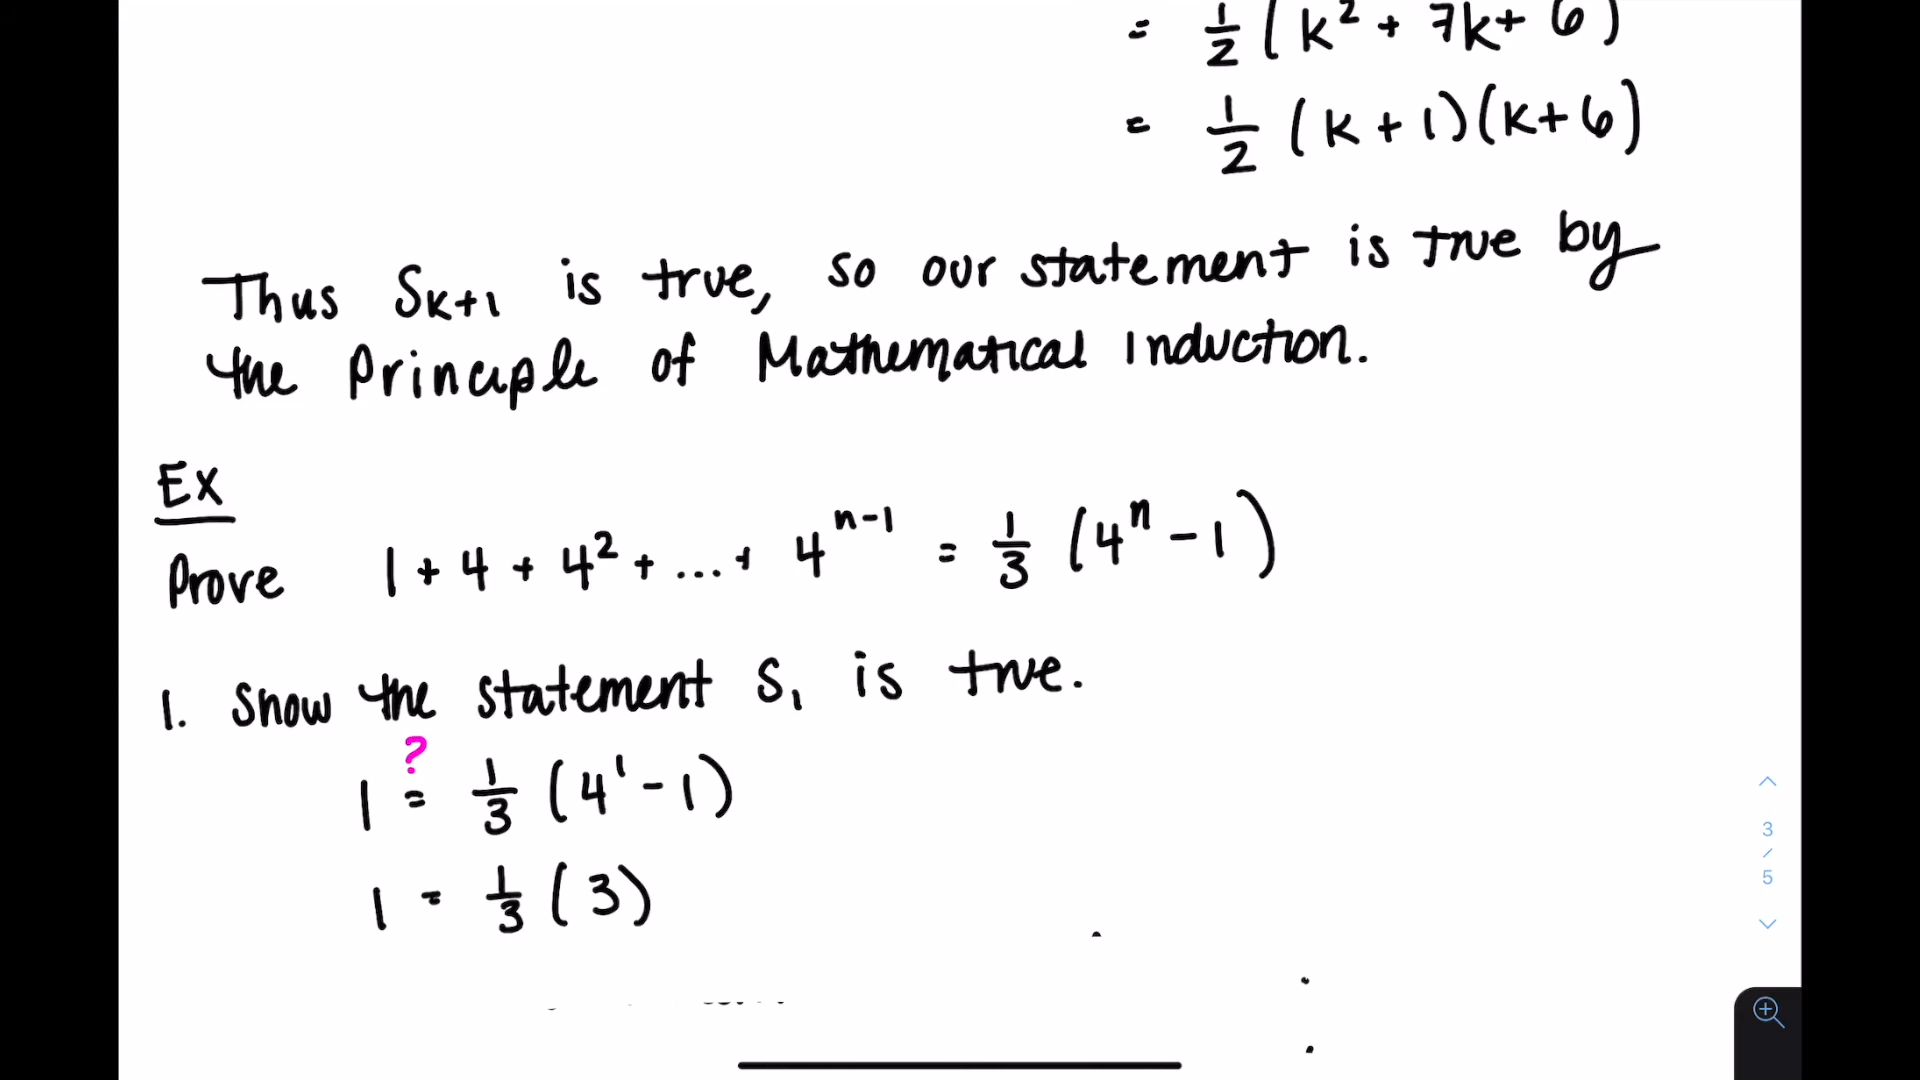 = 1/2 (k² + 7k + 6)
= 1/2 (k + 1)(k + 6)
Thus Sₖ₊₁ is true, so our statement is true by
the Principle of Mathematical Induction.
Ex
Prove 1 + 4 + 4² + ... + 4ⁿ⁻¹ = 1/3 (4ⁿ - 1)
1. Show the statement S₁ is true.
?
1 = 1/3 (4¹ - 1)
1 = 1/3 (3)
3
/
5